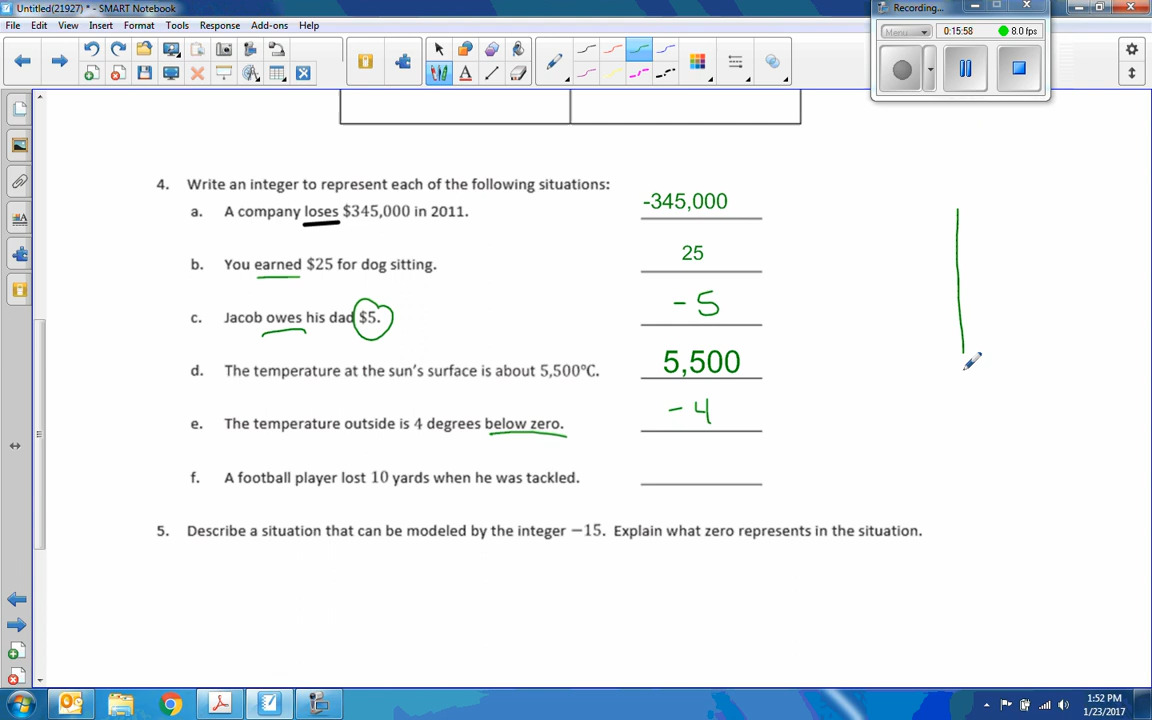 Untitled(21927) * - SMART Notebook
Recording...
File Edit View Insert Format Tools Response Add-ons Help
Menu 0:15:58 8.0 fps
4. Write an integer to represent each of the following situations:
a. A company loses $345,000 in 2011. -345,000
b. You earned $25 for dog sitting. 25
c. Jacob owes his dad $5. - 5
d. The temperature at the sun's surface is about 5,500℃. 5,500
e. The temperature outside is 4 degrees below zero. - 4
f. A football player lost 10 yards when he was tackled.
5. Describe a situation that can be modeled by the integer −15. Explain what zero represents in the situation.
1:52 PM
1/23/2017